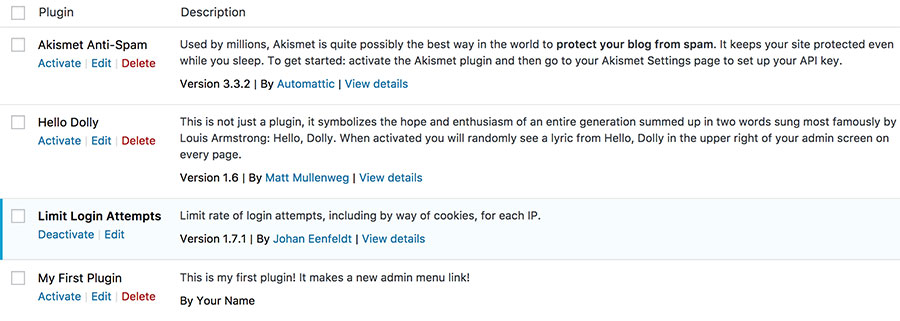 Plugin Description
Akismet Anti-Spam
Activate | Edit | Delete
Used by millions, Akismet is quite possibly the best way in the world to protect your blog from spam. It keeps your site protected even
while you sleep. To get started: activate the Akismet plugin and then go to your Akismet Settings page to set up your API key.
Version 3.3.2 | By Automattic | View details
Hello Dolly
Activate | Edit | Delete
This is not just a plugin, it symbolizes the hope and enthusiasm of an entire generation summed up in two words sung most famously by
Louis Armstrong: Hello, Dolly. When activated you will randomly see a lyric from Hello, Dolly in the upper right of your admin screen on
every page.
Version 1.6 | By Matt Mullenweg | View details
Limit Login Attempts
Deactivate | Edit
Limit rate of login attempts, including by way of cookies, for each IP.
Version 1.7.1 | By Johan Eenfeldt | View details
My First Plugin
Activate | Edit | Delete
This is my first plugin! It makes a new admin menu link!
By Your Name